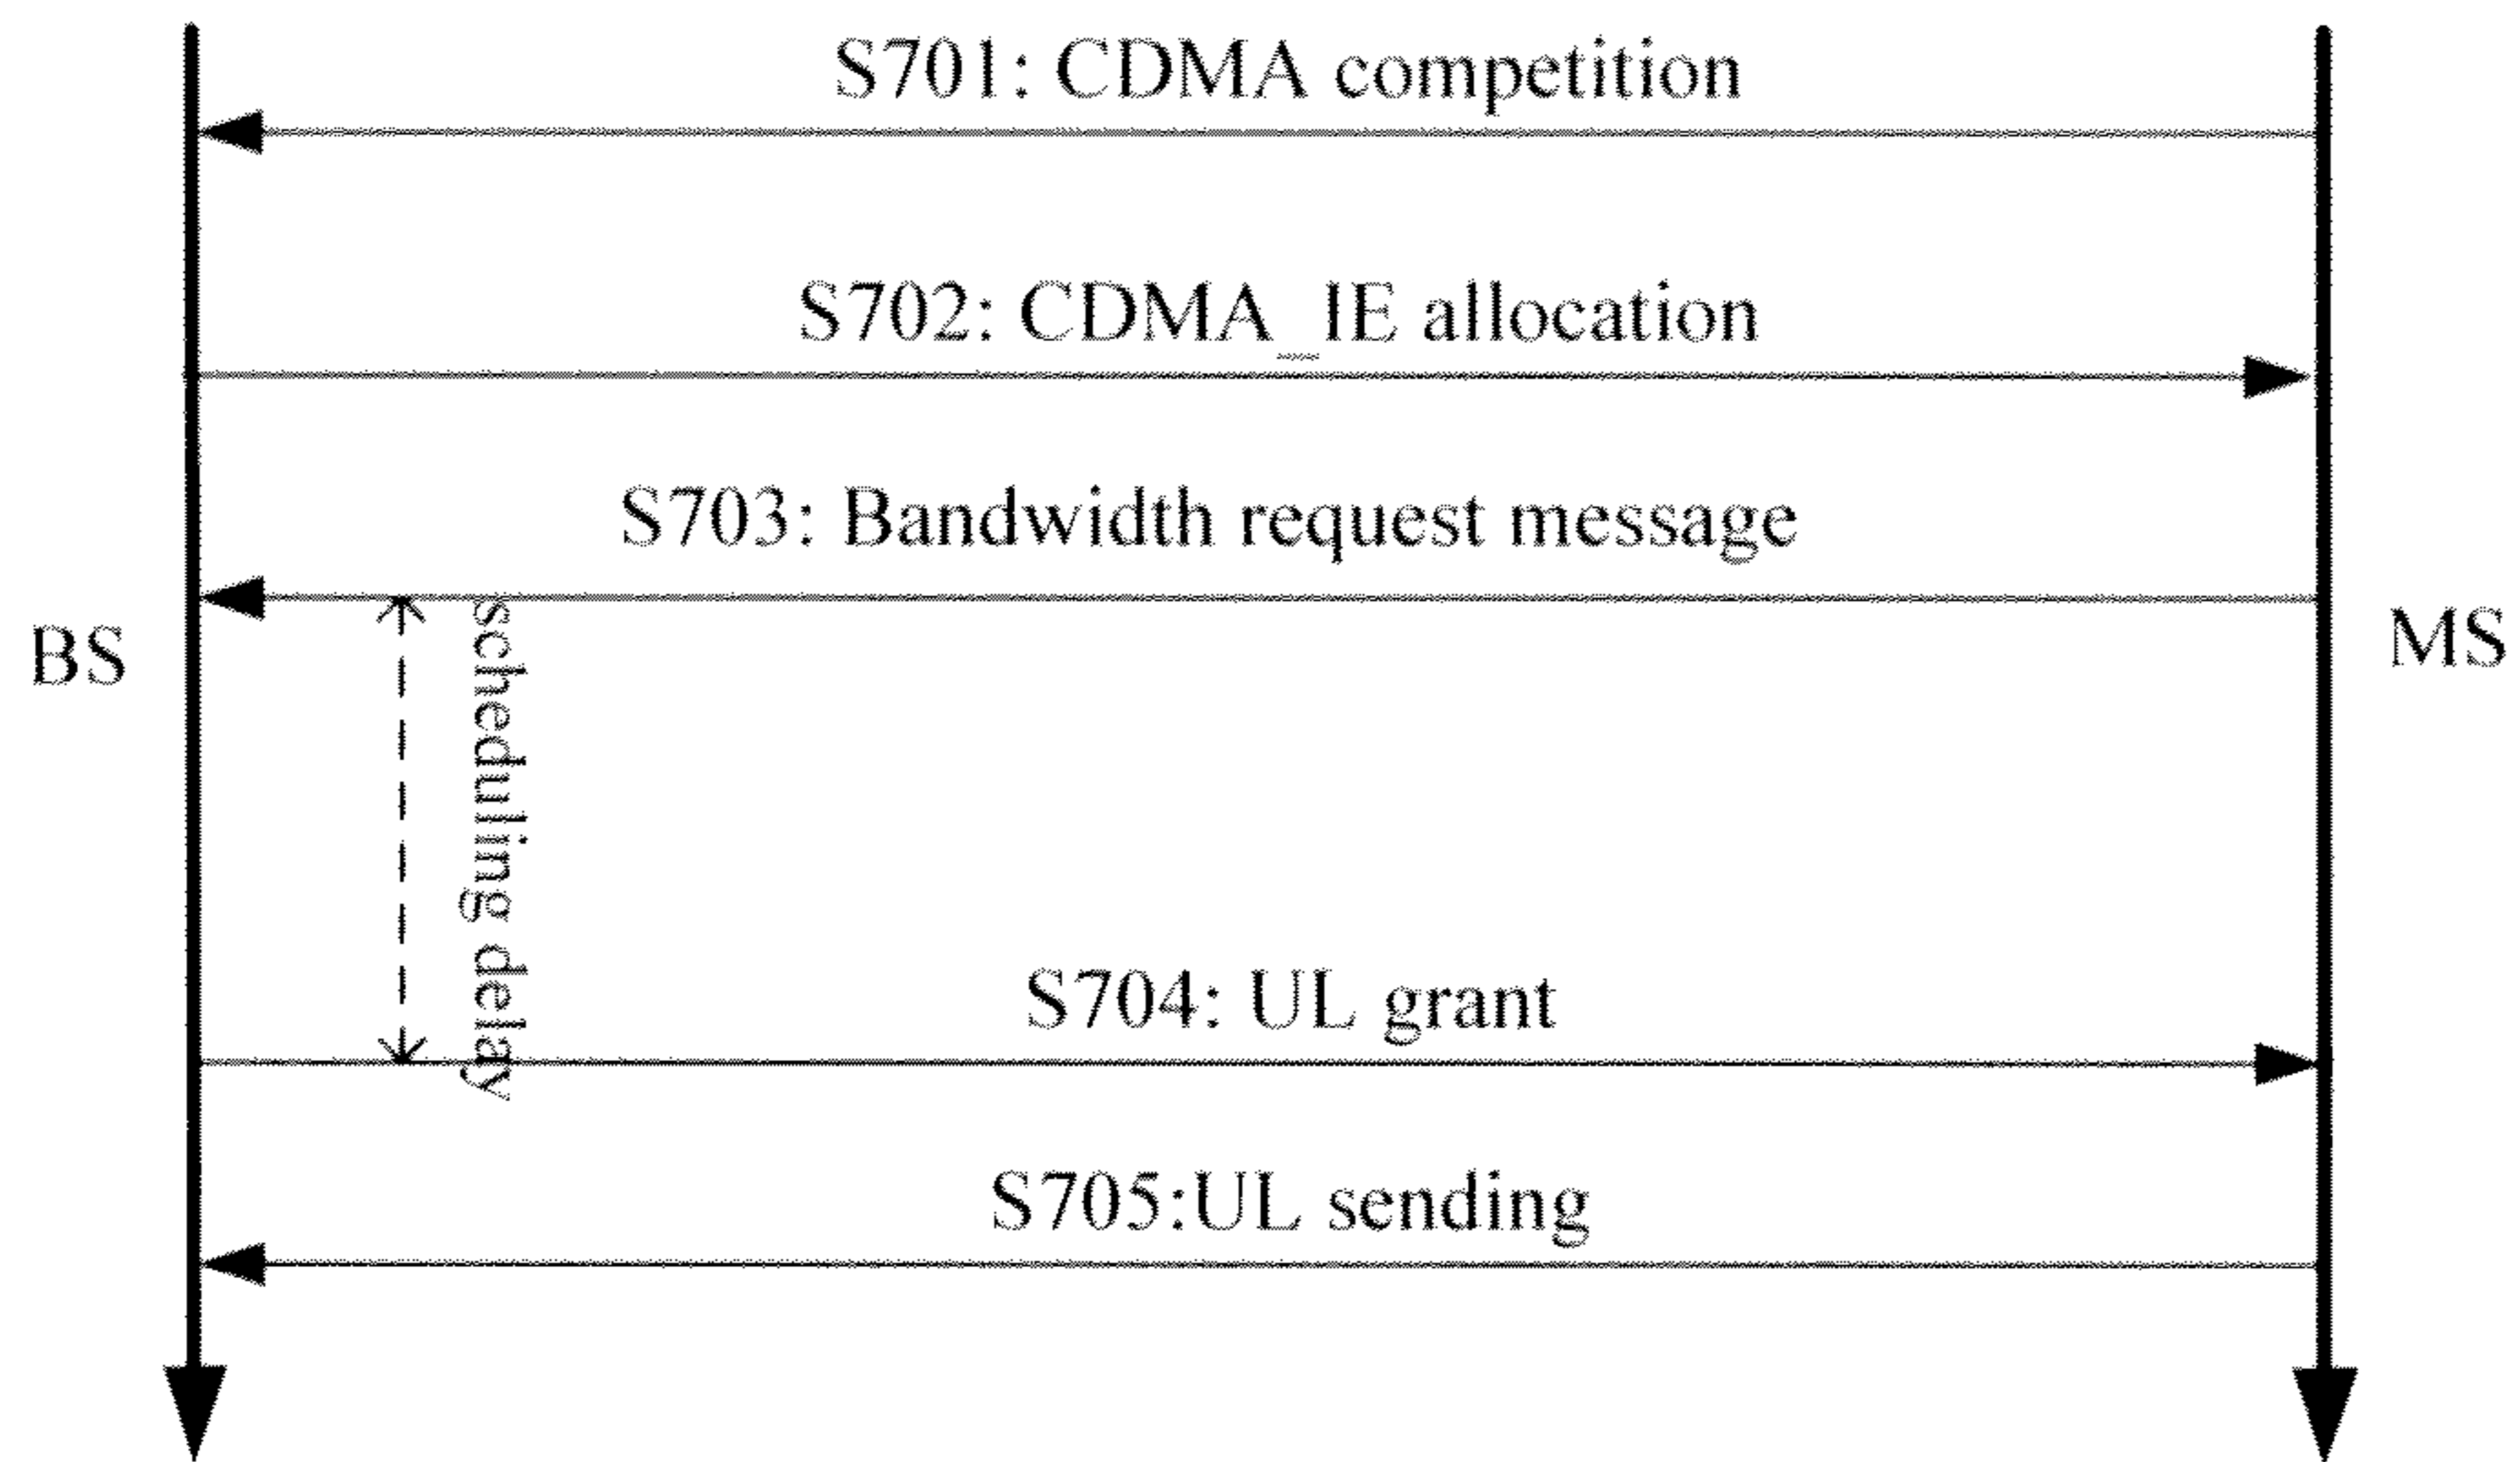 S701: CDMA competition
S702: CDMA_IE allocation
S703: Bandwidth request message
BS
scheduling delay
MS
S704: UL grant
S705:UL sending